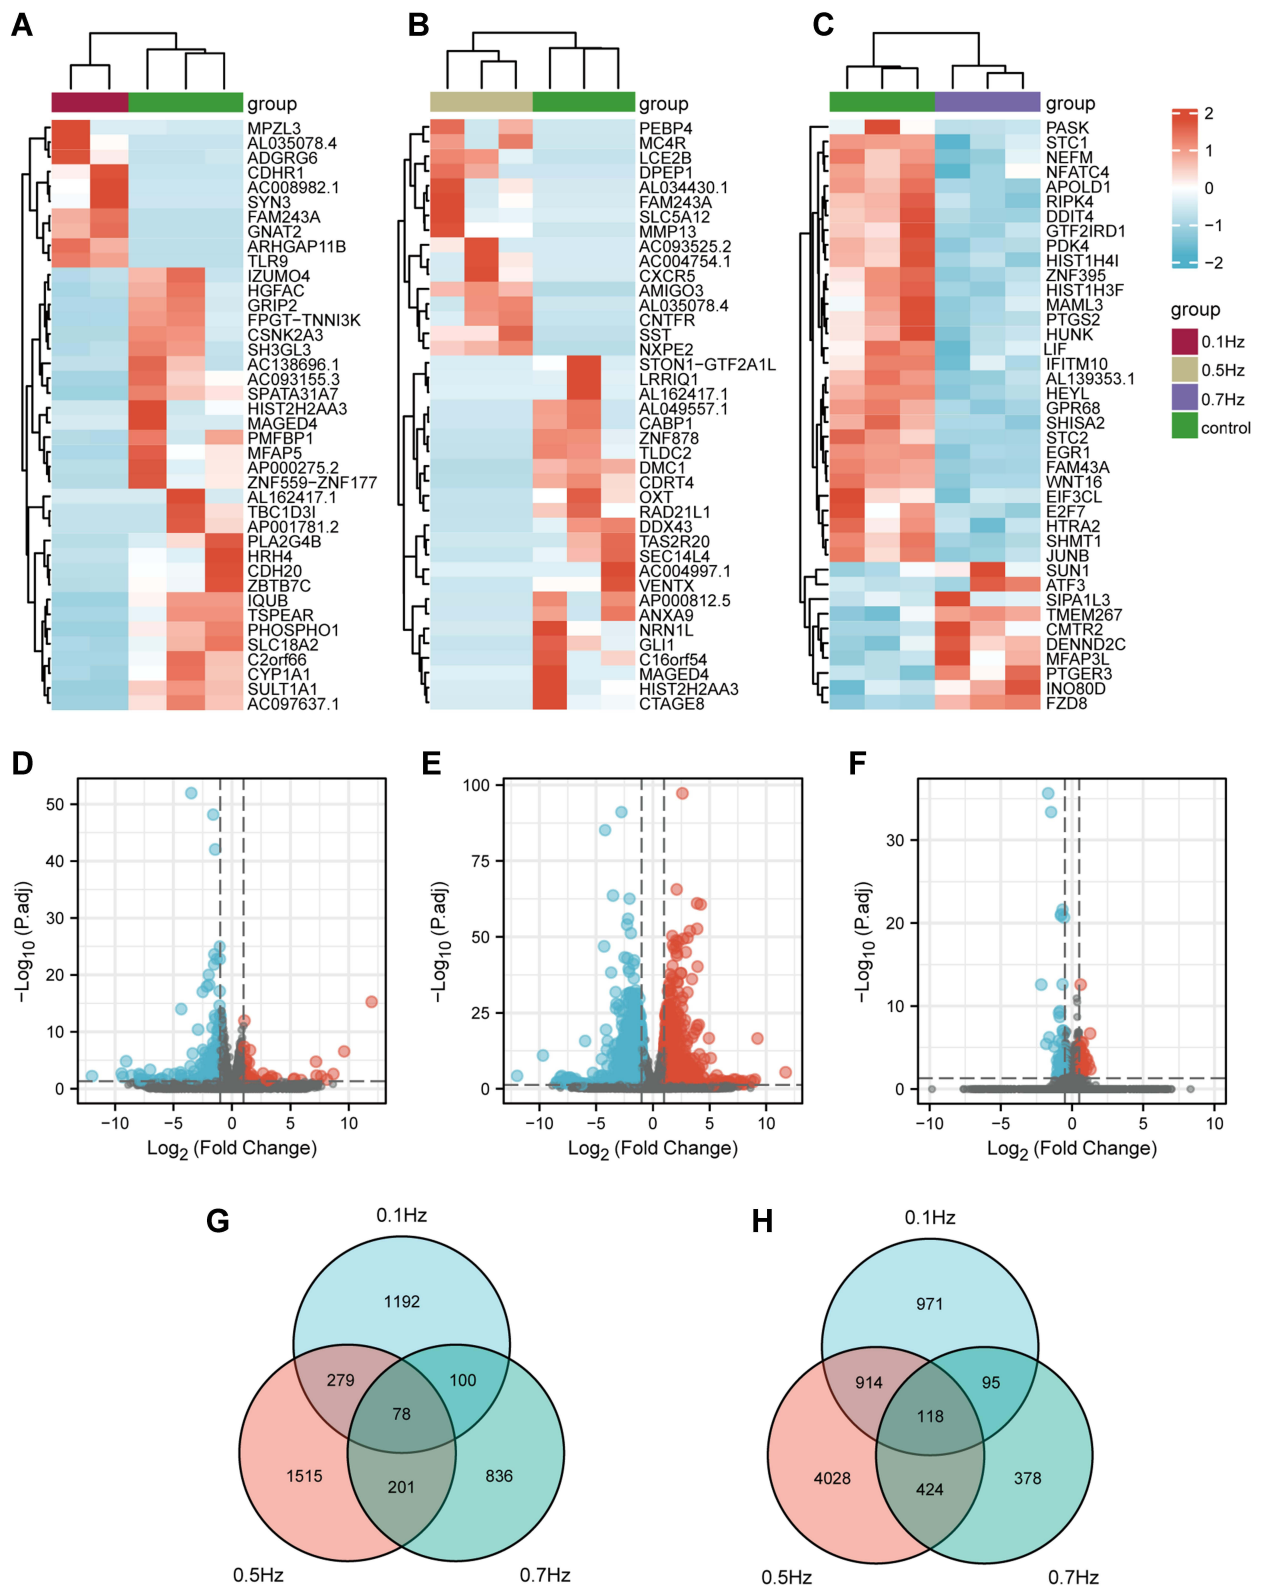 A
group
MPZL3
AL035078.4
ADGRG6
CDHR1
AC008982.1
SYN3
FAM243A
GNAT2
ARHGAP11B
TLR9
IZUMO4
HGFAC
GRIP2
FPGT−TNNI3K
CSNK2A3
SH3GL3
AC138696.1
AC093155.3
SPATA31A7
HIST2H2AA3
MAGED4
PMFBP1
MFAP5
AP000275.2
ZNF559−ZNF177
AL162417.1
TBC1D3I
AP001781.2
PLA2G4B
HRH4
CDH20
ZBTB7C
IQUB
TSPEAR
PHOSPHO1
SLC18A2
C2orf66
CYP1A1
SULT1A1
AC097637.1
B
group
PEBP4
MC4R
LCE2B
DPEP1
AL034430.1
FAM243A
SLC5A12
MMP13
AC093525.2
AC004754.1
CXCR5
AMIGO3
AL035078.4
CNTFR
SST
NXPE2
STON1−GTF2A1L
LRRIQ1
AL162417.1
AL049557.1
CABP1
ZNF878
TLDC2
DMC1
CDRT4
OXT
RAD21L1
DDX43
TAS2R20
SEC14L4
AC004997.1
VENTX
AP000812.5
ANXA9
NRN1L
GLI1
C16orf54
MAGED4
HIST2H2AA3
CTAGE8
C
group
PASK
STC1
NEFM
NFATC4
APOLD1
RIPK4
DDIT4
GTF2IRD1
PDK4
HIST1H4I
ZNF395
HIST1H3F
MAML3
PTGS2
HUNK
LIF
IFITM10
AL139353.1
HEYL
GPR68
SHISA2
STC2
EGR1
FAM43A
WNT16
EIF3CL
E2F7
HTRA2
SHMT1
JUNB
SUN1
ATF3
SIPA1L3
TMEM267
CMTR2
DENND2C
MFAP3L
PTGER3
INO80D
FZD8
2
1
0
−1
−2
group
0.1Hz
0.5Hz
0.7Hz
control
D
−Log10 (P.adj)
50
40
30
20
10
0
−10 −5 0 5 10
Log2 (Fold Change)
E
−Log10 (P.adj)
100
75
50
25
0
−10 −5 0 5 10
Log2 (Fold Change)
F
−Log10 (P.adj)
30
20
10
0
−10 −5 0 5 10
Log2 (Fold Change)
G
0.1Hz
1192
279 100
78
1515 201 836
0.5Hz 0.7Hz
H
0.1Hz
971
914 95
118
4028 424 378
0.5Hz 0.7Hz